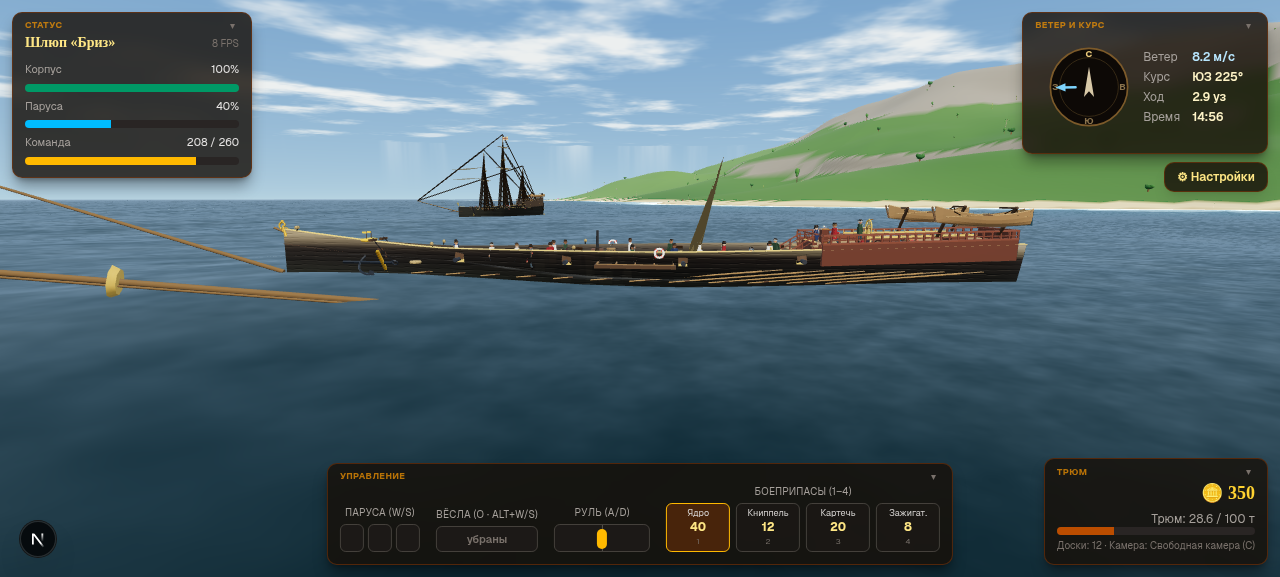 СТАТУС
Шлюп «Бриз»
8 FPS
Корпус 100%
Паруса 40%
Команда 208 / 260
ВЕТЕР И КУРС
С
З
В
Ю
Ветер 8.2 м/с
Курс ЮЗ 225°
Ход 2.9 уз
Время 14:56
⚙ Настройки
УПРАВЛЕНИЕ
ПАРУСА (W/S)
ВЁСЛА (O · ALT+W/S)
убраны
РУЛЬ (A/D)
БОЕПРИПАСЫ (1–4)
Ядро
40
1
Книппель
12
2
Картечь
20
3
Зажигат.
8
4
ТРЮМ
350
Трюм: 28.6 / 100 т
Доски: 12 · Камера: Свободная камера (C)
N